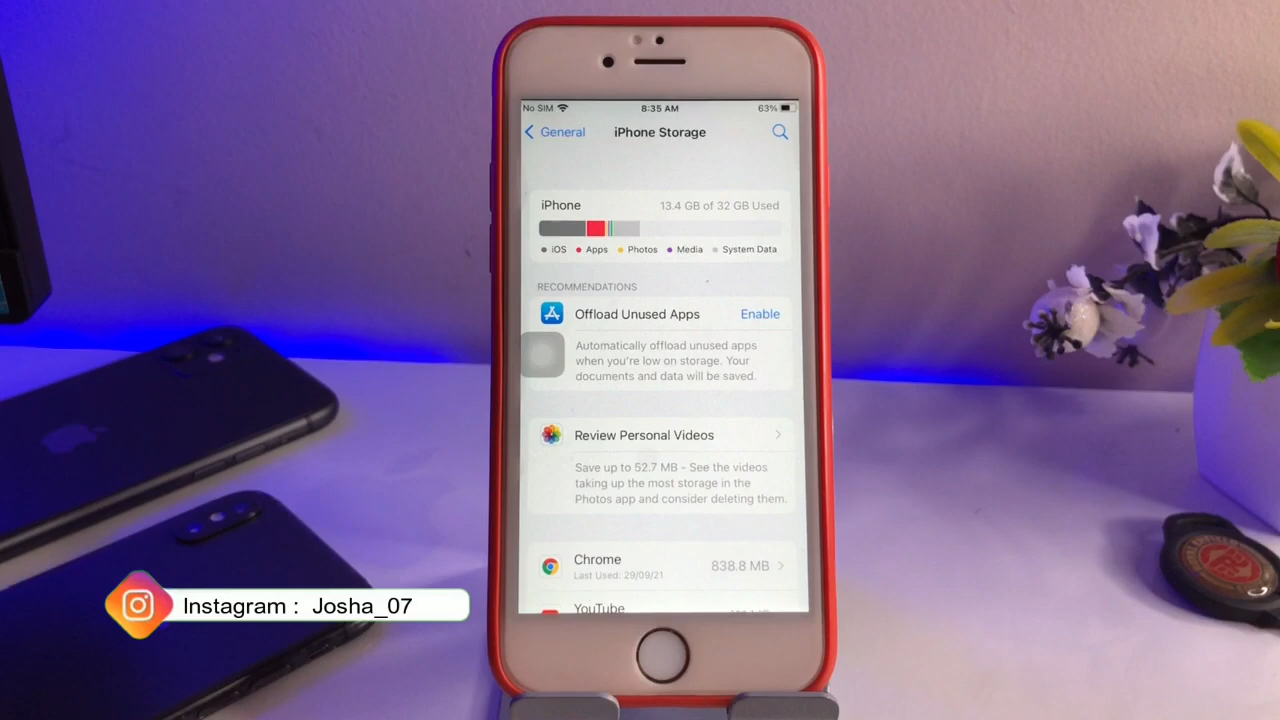 No SIM
8:35 AM
63%
General
iPhone Storage
iPhone
13.4 GB of 32 GB Used
iOS
Apps
Photos
Media
System Data
RECOMMENDATIONS
Offload Unused Apps
Enable
Automatically offload unused apps
when you're low on storage. Your
documents and data will be saved.
Review Personal Videos
Save up to 52.7 MB - See the videos
taking up the most storage in the
Photos app and consider deleting them.
Chrome
838.8 MB
Last Used: 29/09/21
YouTube
Instagram : Josha_07